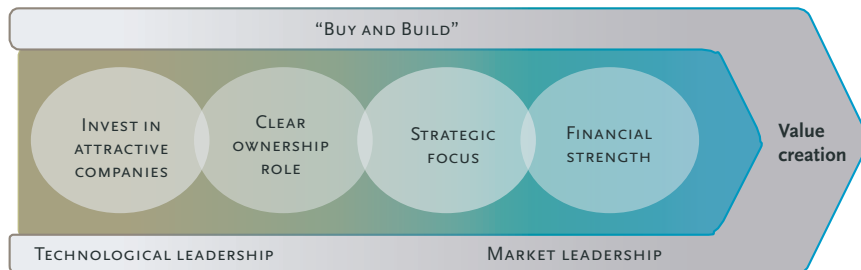 “Buy and Build”
Invest in
attractive
companies
Clear
ownership
role
Strategic
focus
Financial
strength
Value
creation
Technological leadership
Market leadership